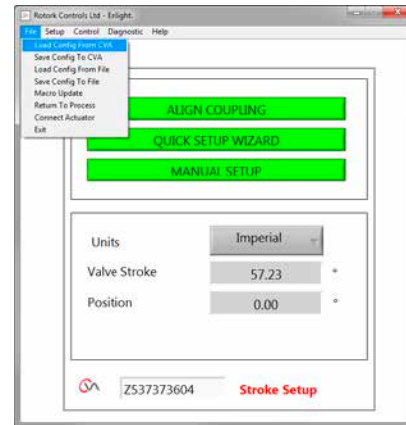 Rotork Controls Ltd - Enlight.
File Setup Control Diagnostic Help
Load Config From CVA
Save Config To CVA
Load Config From File
Save Config To File
Macro Update
Return To Process
Connect Actuator
Exit
ALIGN COUPLING
QUICK SETUP WIZARD
MANUAL SETUP
Units Imperial
Valve Stroke 57.23 °
Position 0.00 °
CVA Z537373604 Stroke Setup